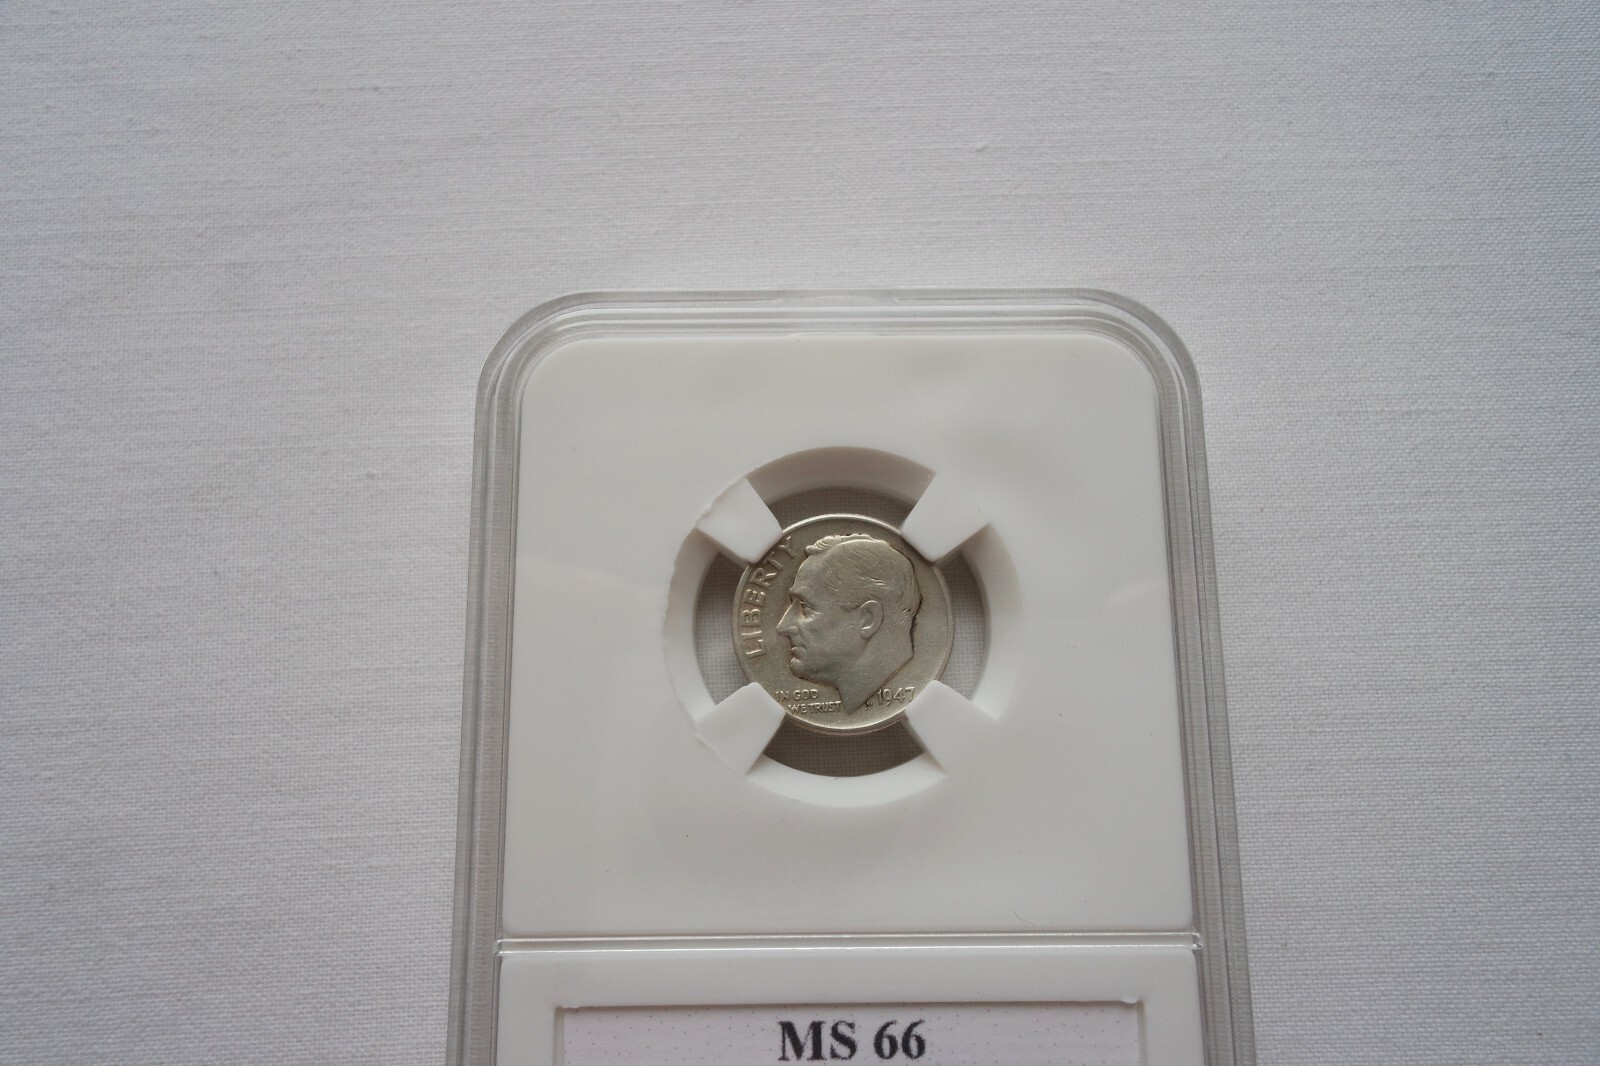 LIBERTY
IN GOD
WE TRUST
1947
MS 66